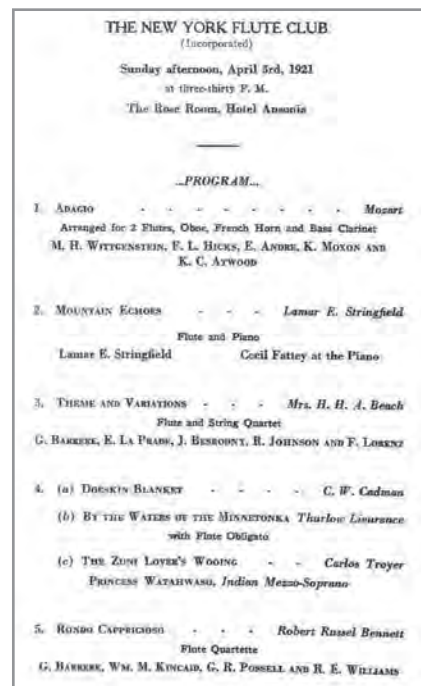 THE NEW YORK FLUTE CLUB
(Incorporated)
Sunday afternoon, April 3rd, 1921
at three-thirty P. M.
The Rose Room, Hotel Ansonia
...PROGRAM...
1. ADAGIO - - - - - - - - Mozart
Arranged for 2 Flutes, Oboe, French Horn and Bass Clarinet
M. H. WITTGENSTEIN, F. L. HICKS, E. ANDRE, K. MOXON AND
K. C. ATWOOD
2. MOUNTAIN ECHOES - - - Lamar E. Stringfield
Flute and Piano
Lamar E. Stringfield Cecil Fattey at the Piano
3. THEME AND VARIATIONS - - - Mrs. H. H. A. Beach
Flute and String Quartet
G. BARRERE, E. LA PRADE, J. BESRODNY, R. JOHNSON AND F. LORENZ
4. (a) DOESKIN BLANKET - - - - C. W. Cadman
(b) BY THE WATERS OF THE MINNETONKA Thurlow Lieurance
with Flute Obligato
(c) THE ZUNI LOVER'S WOOING - - Carlos Troyer
PRINCESS WATAHWASO, Indian Mezzo-Soprano
5. RONDO CAPPRICIOSO - - - Robert Russel Bennett
Flute Quartette
G. BARRERE, WM. M. KINCAID, G. R. POSSELL AND R. E. WILLIAMS